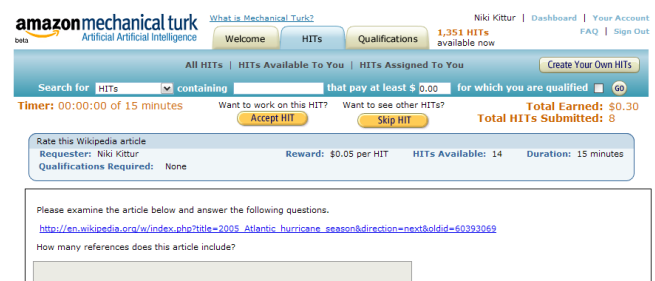 amazonmechanical turk
beta Artificial Artificial Intelligence
What is Mechanical Turk?
Welcome HITs Qualifications
1,351 HITs
available now
Niki Kittur | Dashboard | Your Account
FAQ | Sign Out
All HITs | HITs Available To You | HITs Assigned To You
Create Your Own HITs
Search for HITs containing that pay at least $ 0.00 for which you are qualified GO
Timer: 00:00:00 of 15 minutes
Want to work on this HIT? Want to see other HITs?
Accept HIT Skip HIT
Total Earned: $0.30
Total HITs Submitted: 8
Rate this Wikipedia article
Requester: Niki Kittur Reward: $0.05 per HIT HITs Available: 14 Duration: 15 minutes
Qualifications Required: None
Please examine the article below and answer the following questions.
http://en.wikipedia.org/w/index.php?title=2005_Atlantic_hurricane_season&direction=next&oldid=60393069
How many references does this article include?